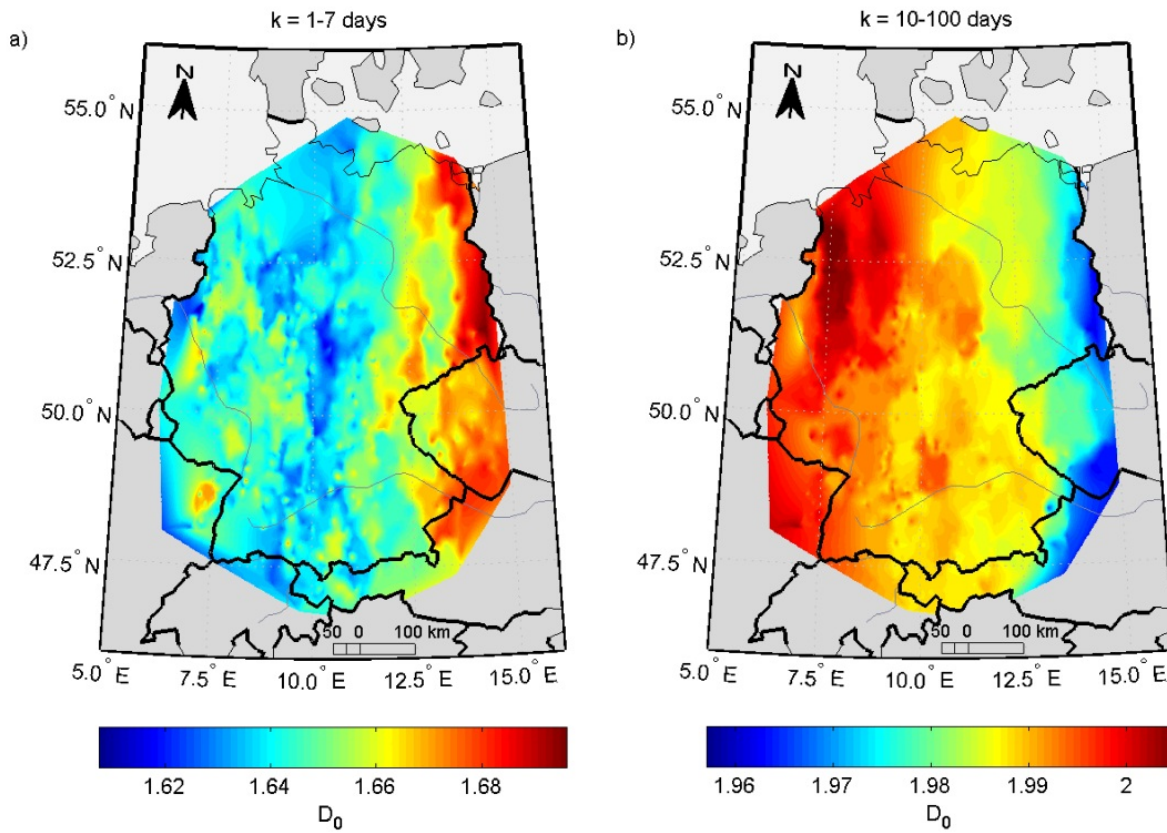 k = 1-7 days
a)
N
55.0° N
52.5° N
50.0° N
47.5° N
50 0 100 km
5.0° E 7.5° E 10.0° E 12.5° E 15.0° E
1.62 1.64 1.66 1.68
D0
k = 10-100 days
b)
N
55.0° N
52.5° N
50.0° N
47.5° N
50 0 100 km
5.0° E 7.5° E 10.0° E 12.5° E 15.0° E
1.96 1.97 1.98 1.99 2
D0